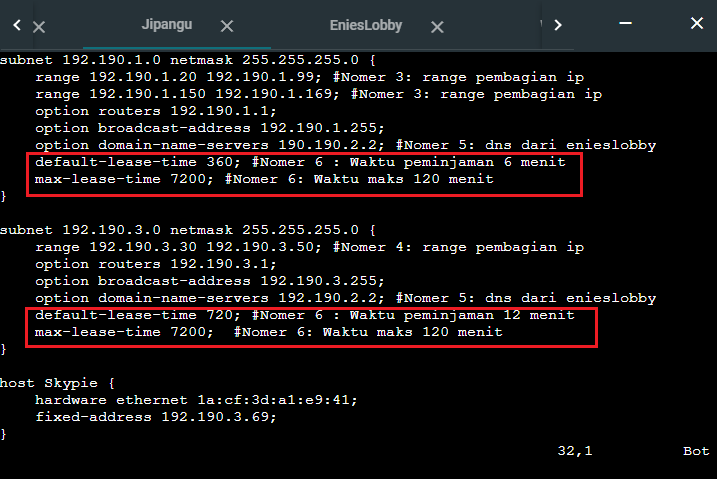 Jipangu
EniesLobby
subnet 192.190.1.0 netmask 255.255.255.0 {
    range 192.190.1.20 192.190.1.99; #Nomer 3: range pembagian ip
    range 192.190.1.150 192.190.1.169; #Nomer 3: range pembagian ip
    option routers 192.190.1.1;
    option broadcast-address 192.190.1.255;
    option domain-name-servers 190.190.2.2; #Nomer 5: dns dari enieslobby
    default-lease-time 360; #Nomer 6 : Waktu peminjaman 6 menit
    max-lease-time 7200; #Nomer 6: Waktu maks 120 menit
}
subnet 192.190.3.0 netmask 255.255.255.0 {
    range 192.190.3.30 192.190.3.50; #Nomer 4: range pembagian ip
    option routers 192.190.3.1;
    option broadcast-address 192.190.3.255;
    option domain-name-servers 192.190.2.2; #Nomer 5: dns dari enieslobby
    default-lease-time 720; #Nomer 6 : Waktu peminjaman 12 menit
    max-lease-time 7200;  #Nomer 6: Waktu maks 120 menit
}
host Skypie {
    hardware ethernet 1a:cf:3d:a1:e9:41;
    fixed-address 192.190.3.69;
}
32,1 Bot